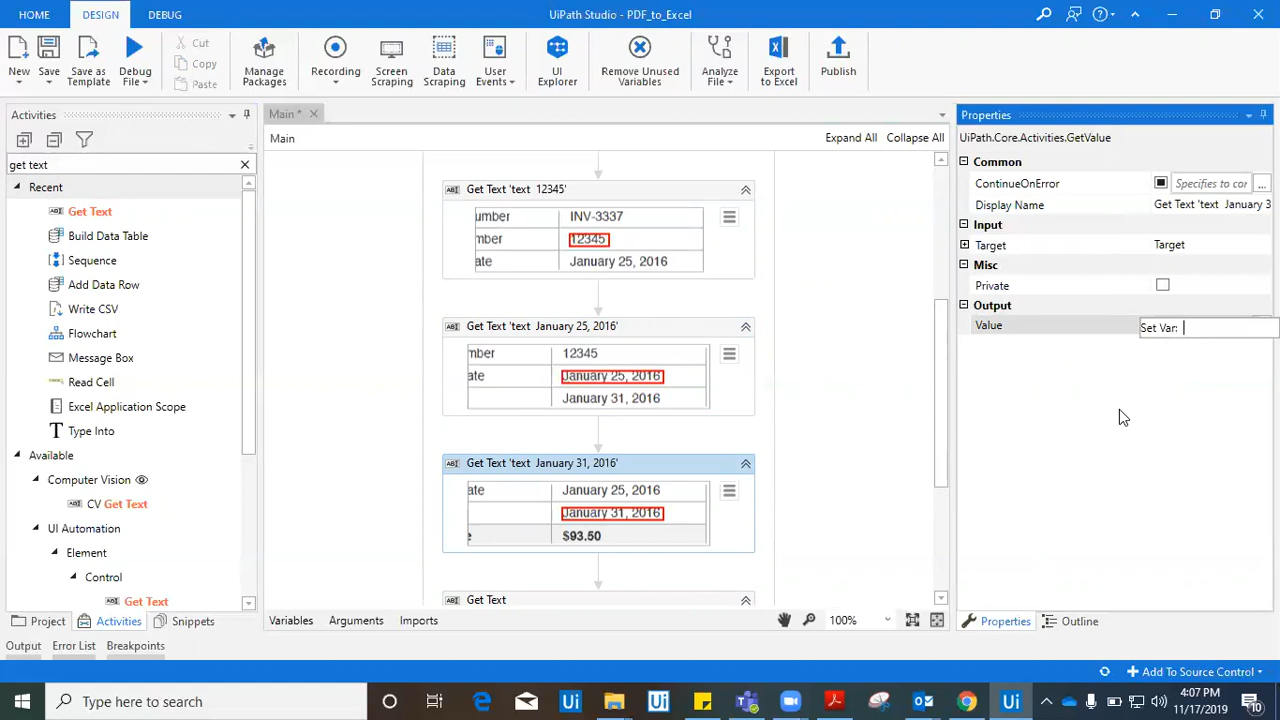 HOME
DESIGN
DEBUG
UiPath Studio - PDF_to_Excel
New
Save
Save as Template
Debug File
Cut
Copy
Paste
Manage Packages
Recording
Screen Scraping
Data Scraping
User Events
UI Explorer
Remove Unused Variables
Analyze File
Export to Excel
Publish
Activities
get text
Recent
Get Text
Build Data Table
Sequence
Add Data Row
Write CSV
Flowchart
Message Box
Read Cell
Excel Application Scope
Type Into
Available
Computer Vision
CV Get Text
UI Automation
Element
Control
Get Text
Project
Activities
Snippets
Main *
Main
Expand All
Collapse All
Get Text 'text 12345'
umber INV-3337
mber 12345
ate January 25, 2016
Get Text 'text January 25, 2016'
mber 12345
ate January 25, 2016
January 31, 2016
Get Text 'text January 31, 2016'
ate January 25, 2016
January 31, 2016
e $93.50
Get Text
Variables
Arguments
Imports
100%
Properties
UiPath.Core.Activities.GetValue
Common
ContinueOnError
Specifies to cor
...
Display Name
Get Text 'text January 3
Input
Target
Target
Misc
Private
Output
Value
Set Var:
Properties
Outline
Output
Error List
Breakpoints
Add To Source Control
Type here to search
4:07 PM
11/17/2019
10